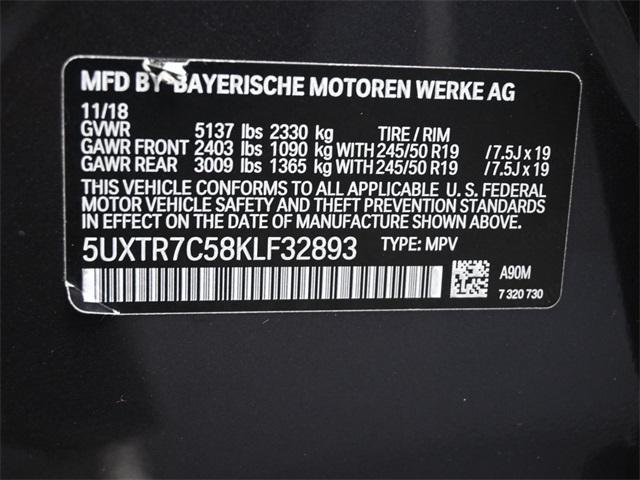 MFD BY BAYERISCHE MOTOREN WERKE AG
11/18
GVWR 5137 lbs 2330 kg TIRE / RIM
GAWR FRONT 2403 lbs 1090 kg WITH 245/50 R19 /7.5J x 19
GAWR REAR 3009 lbs 1365 kg WITH 245/50 R19 /7.5J x 19
THIS VEHICLE CONFORMS TO ALL APPLICABLE U. S. FEDERAL
MOTOR VEHICLE SAFETY AND THEFT PREVENTION STANDARDS
IN EFFECT ON THE DATE OF MANUFACTURE SHOWN ABOVE.
5UXTR7C58KLF32893 TYPE: MPV
A90M
7 320 730